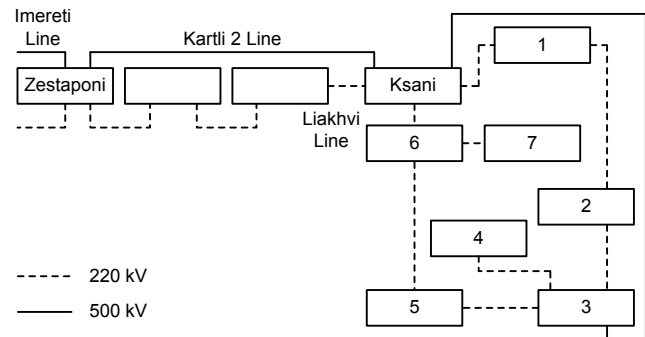 Imereti
Line
Kartli 2 Line
1
Zestaponi
Ksani
Liakhvi
Line
6
7
2
4
220 kV
500 kV
5
3